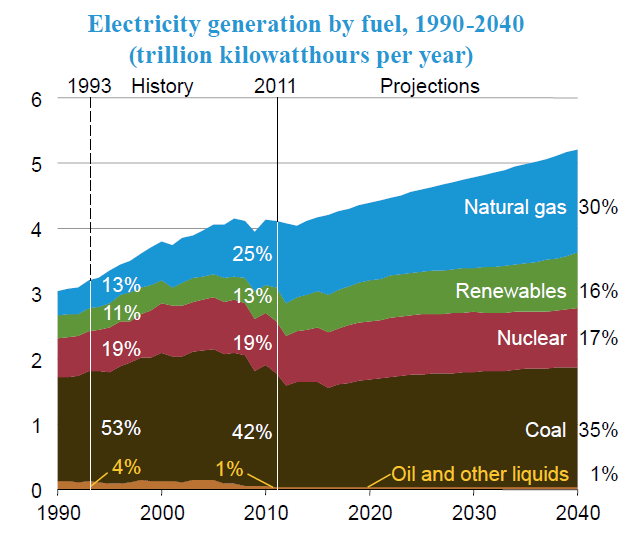 Electricity generation by fuel, 1990-2040
(trillion kilowatthours per year)
1993 History 2011 Projections
6
5
4
3
2
1
0
13%
11%
19%
53%
4%
25%
13%
19%
42%
1%
Natural gas 30%
Renewables 16%
Nuclear 17%
Coal 35%
Oil and other liquids 1%
1990 2000 2010 2020 2030 2040